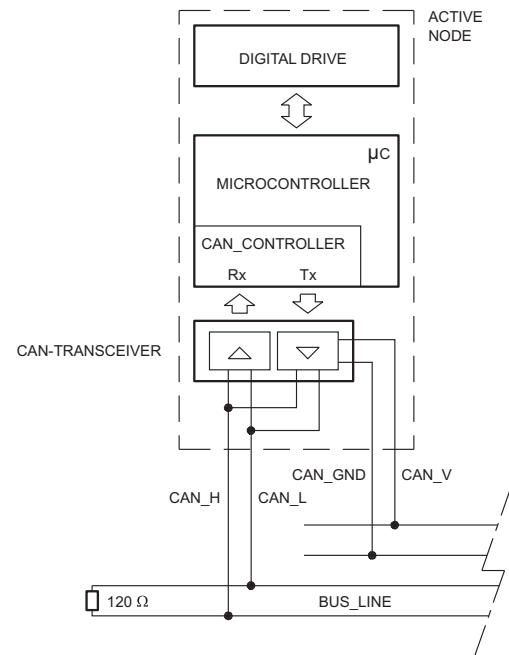 ACTIVE
NODE
DIGITAL DRIVE
μC
MICROCONTROLLER
CAN_CONTROLLER
Rx Tx
CAN-TRANSCEIVER
CAN_GND CAN_V
CAN_H CAN_L
120 Ω BUS_LINE